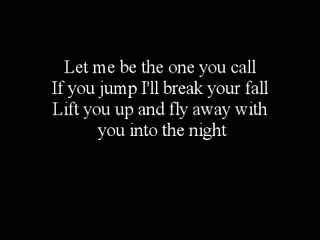 Let me be the one you call
If you jump I'll break your fall
Lift you up and fly away with
you into the night